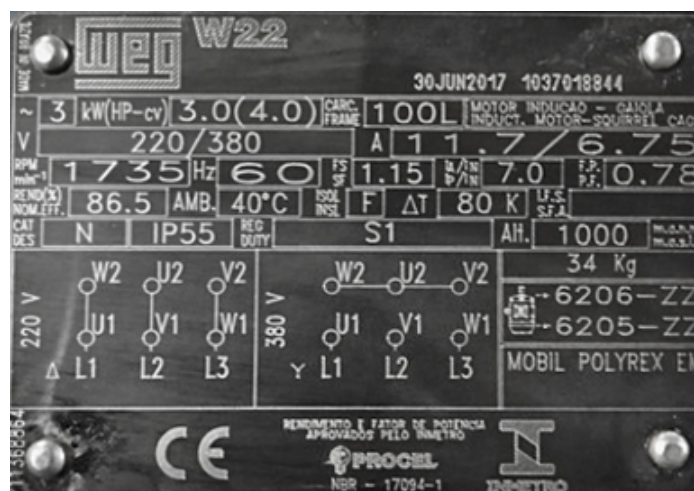 MADE IN BRAZIL
WEG W22
30JUN2017 1037018844
~ 3 kW(HP-cv) 3.0(4.0) CARC. FRAME 100L MOTOR INDUCAO - GAIOLA
INDUCT. MOTOR-SQUIRREL CAG
V 220/380 A 11.7/6.75
RPM min-1 1735 Hz 60 FS SF 1.15 7.0 F.P. P.F. 0.78
REND(%) NOM.EFF. 86.5 AMB. 40°C ISOL INSL F ΔT 80 K I.F.S. S.F.A.
CAT DES N IP55 REG DUTY S1 Alt. 1000 m.a.n.m. m.a.s.l.
34 Kg
220 V
W2 U2 V2
U1 V1 W1
Δ L1 L2 L3
380 V
W2 U2 V2
U1 V1 W1
Y L1 L2 L3
6206-ZZ
6205-ZZ
MOBIL POLYREX EM
11368864
CE
RENDIMENTO E FATOR DE POTÊNCIA
APROVADOS PELO INMETRO
PROCEL
NBR - 17094-1
INMETRO